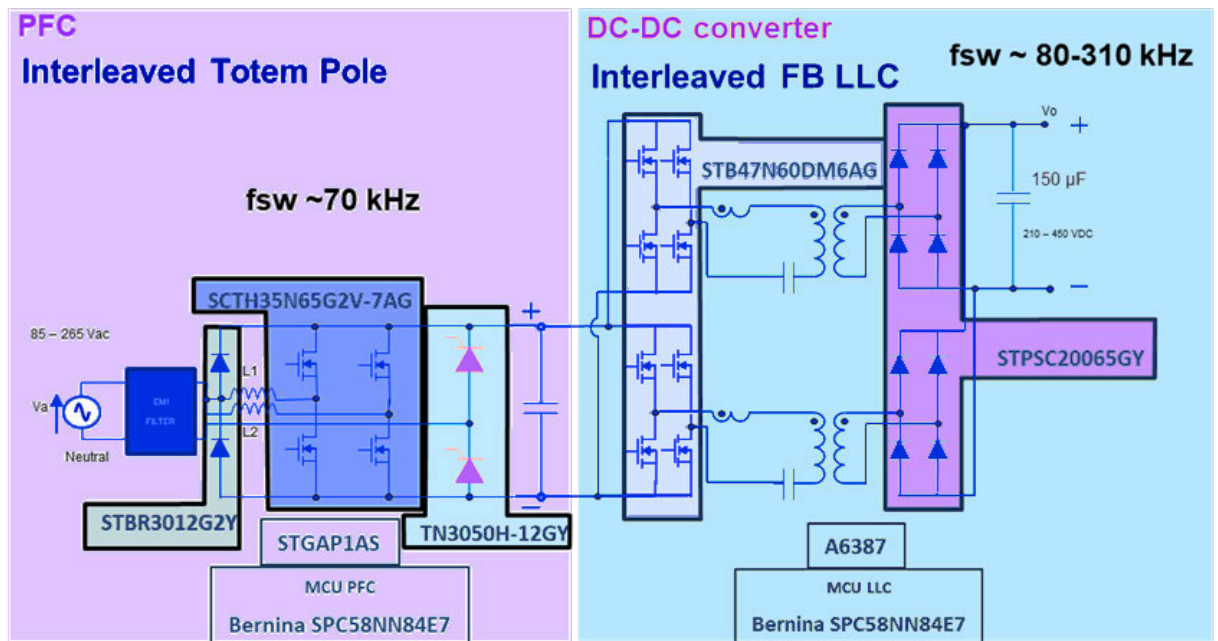 PFC
Interleaved Totem Pole
fsw ~70 kHz
SCTH35N65G2V-7AG
85 – 265 Vac
L1
Va
EMI
FILTER
L2
Neutral
+
–
STBR3012G2Y
TN3050H-12GY
STGAP1AS
MCU PFC
Bernina SPC58NN84E7
DC-DC converter
fsw ~ 80-310 kHz
Interleaved FB LLC
Vo
+
STB47N60DM6AG
150 µF
210 – 450 VDC
–
STPSC20065GY
A6387
MCU LLC
Bernina SPC58NN84E7